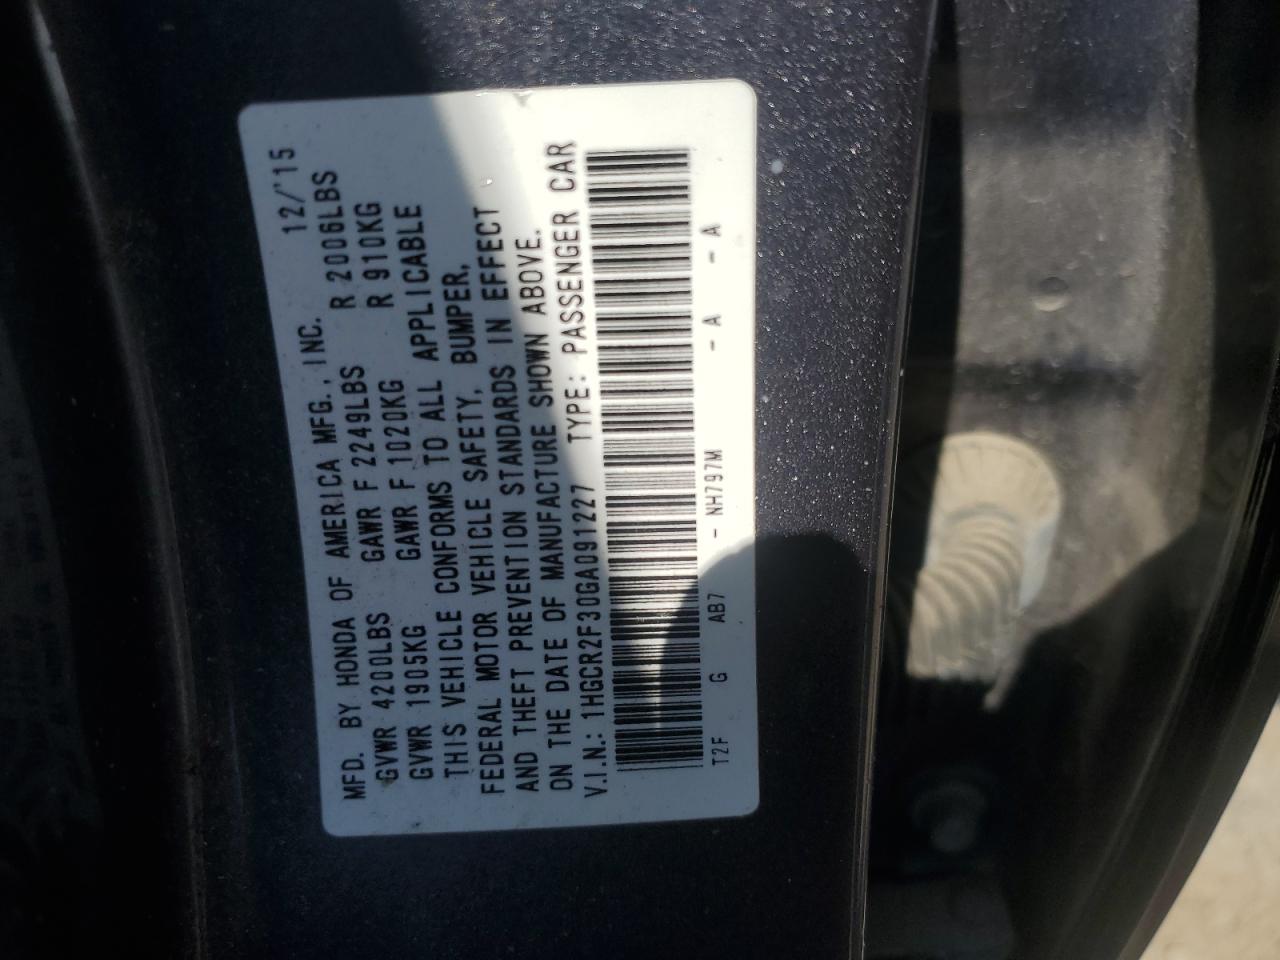 MFD. BY HONDA OF AMERICA MFG., INC. 12/'15
GVWR 4200LBS GAWR F 2249LBS R 2006LBS
GVWR 1905KG GAWR F 1020KG R 910KG
THIS VEHICLE CONFORMS TO ALL APPLICABLE
FEDERAL MOTOR VEHICLE SAFETY, BUMPER,
AND THEFT PREVENTION STANDARDS IN EFFECT
ON THE DATE OF MANUFACTURE SHOWN ABOVE.
V.I.N.: 1HGCR2F30GA091227 TYPE: PASSENGER CAR
T2F G AB7 - NH797M - A - A